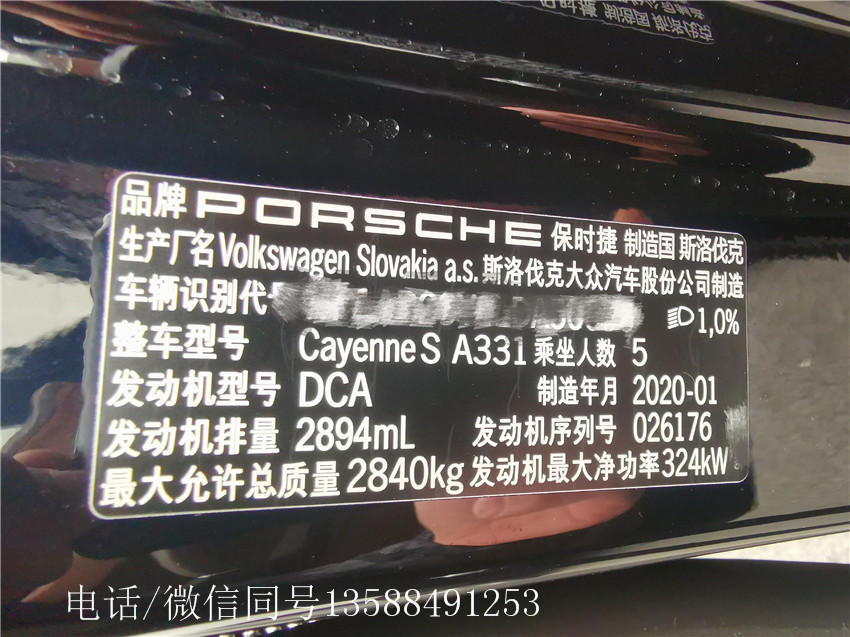 品牌 PORSCHE 保时捷 制造国 斯洛伐克
生产厂名 Volkswagen Slovakia a.s. 斯洛伐克大众汽车股份公司制造
车辆识别代号 1,0%
整车型号 Cayenne S A331 乘坐人数 5
发动机型号 DCA 制造年月 2020-01
发动机排量 2894mL 发动机序列号 026176
最大允许总质量 2840kg 发动机最大净功率 324kW
电话/微信同号13588491253